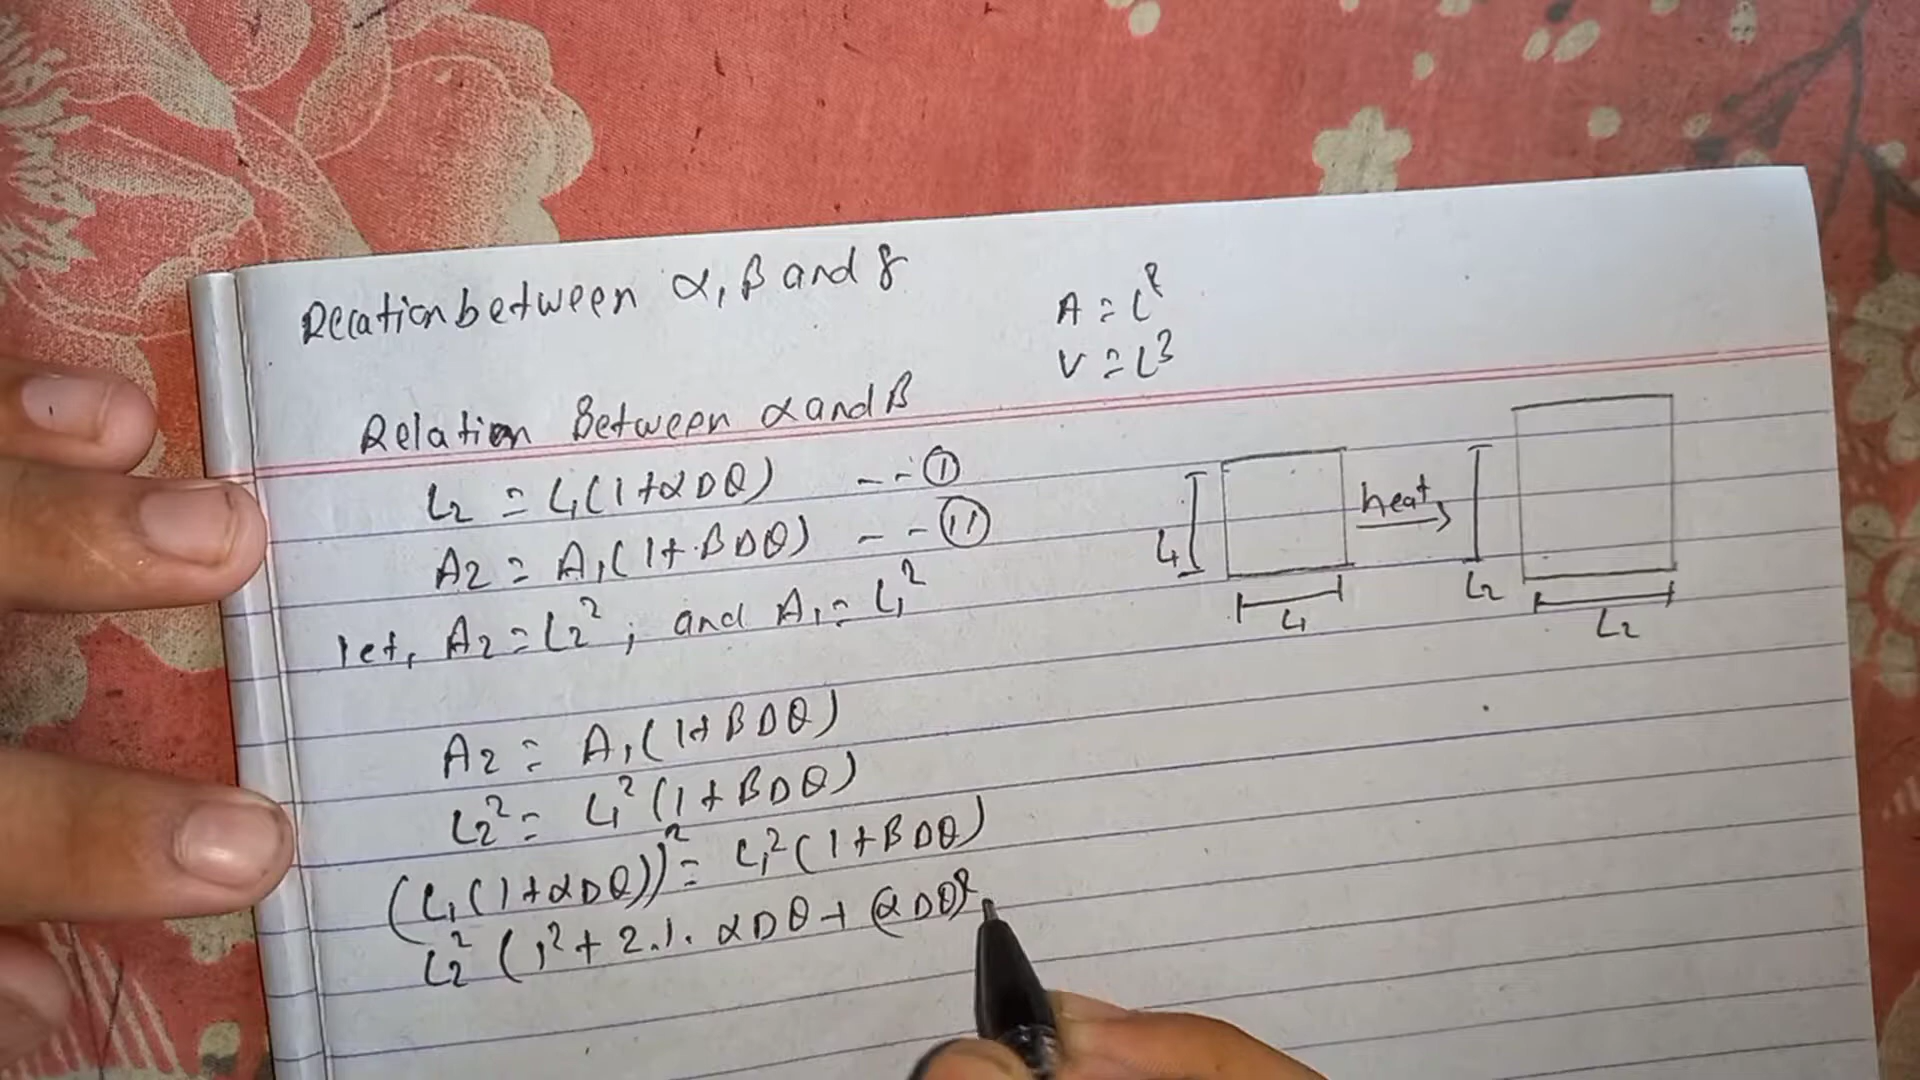 Relation between α, β and γ
A = L²
V = L³
Relation Between α and β
L₂ = L₁(1+αΔθ) --- (I)
A₂ = A₁(1+βΔθ) --- (II)
let, A₂ = L₂² ; and A₁ = L₁²
L₁ heat L₂
L₁ L₂
A₂ = A₁(1+βΔθ)
L₂² = L₁²(1+βΔθ)
(L₁(1+αΔθ))² = L₁²(1+βΔθ)
L₂² (1²+2.1.αΔθ+(αΔθ)²